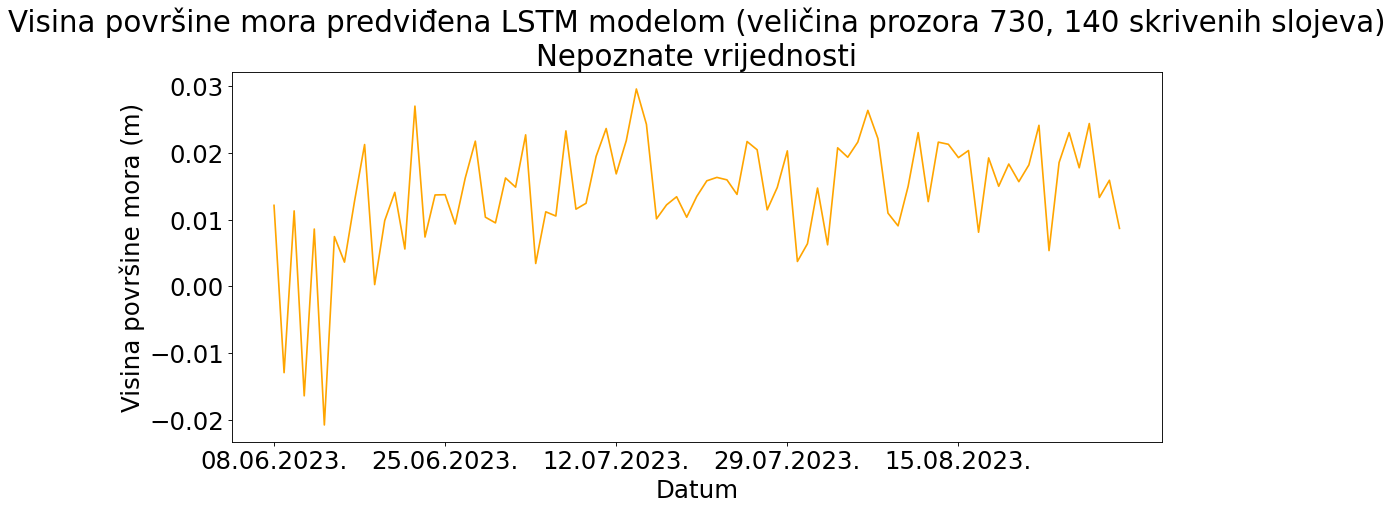 Visina površine mora predviđena LSTM modelom (veličina prozora 730, 140 skrivenih slojeva)
Nepoznate vrijednosti
Visina površine mora (m)
0.03
0.02
0.01
0.00
−0.01
−0.02
08.06.2023. 25.06.2023. 12.07.2023. 29.07.2023. 15.08.2023.
Datum